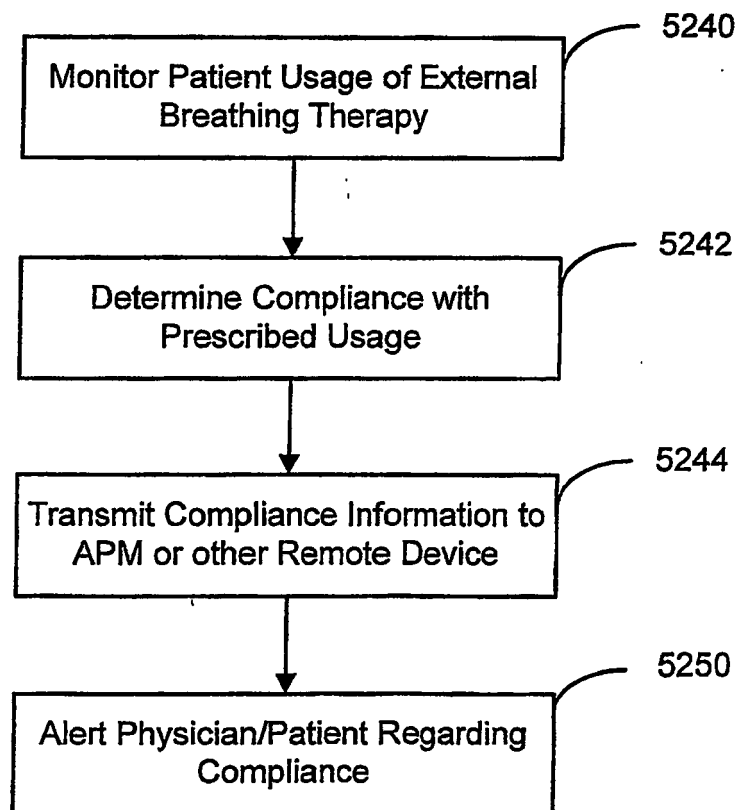 5240
Monitor Patient Usage of External
Breathing Therapy
5242
Determine Compliance with
Prescribed Usage
5244
Transmit Compliance Information to
APM or other Remote Device
5250
Alert Physician/Patient Regarding
Compliance